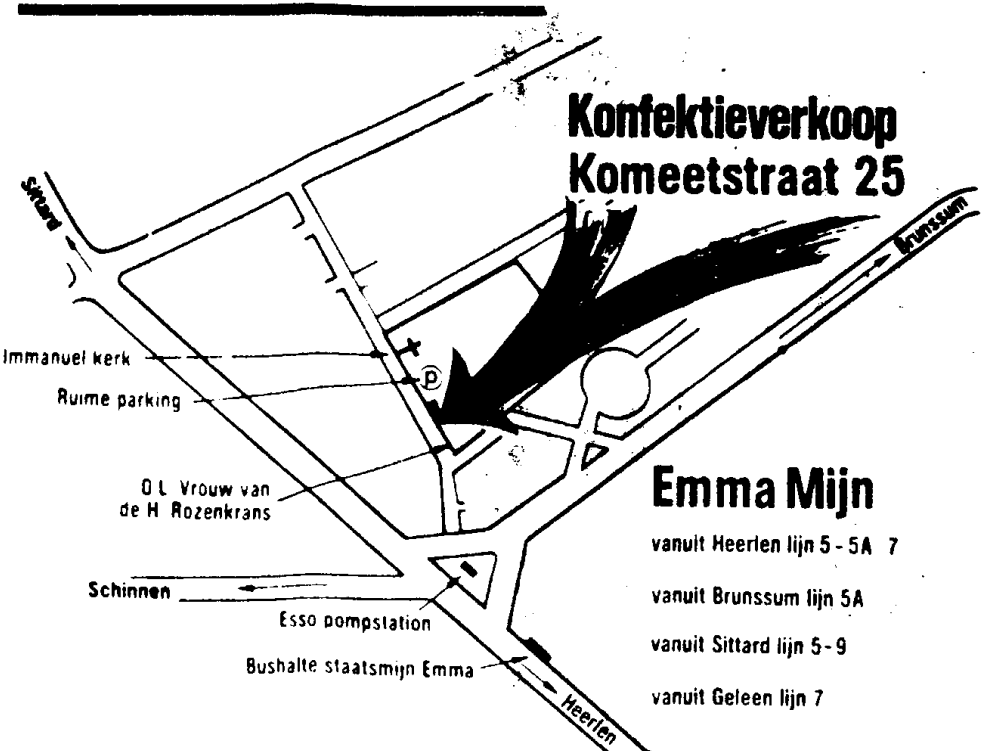 Konfektieverkoop
Komeetstraat 25
Sittard
Brunssum
Immanuel kerk
P
Ruime parking
O L Vrouw van
de H Rozenkrans
Emma Mijn
vanuit Heerlen lijn 5 - 5A 7
vanuit Brunssum lijn 5A
vanuit Sittard lijn 5 - 9
vanuit Geleen lijn 7
Schinnen
Esso pompstation
Bushalte staatsmijn Emma
Heerlen